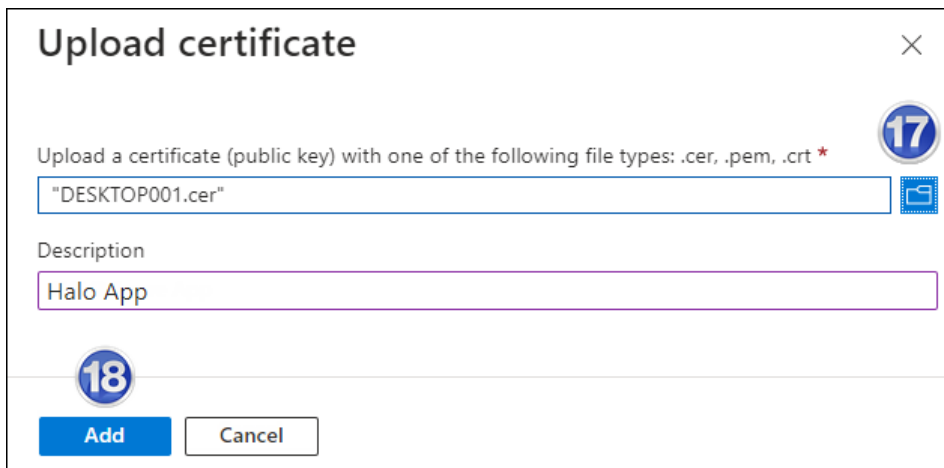 Upload certificate
17
Upload a certificate (public key) with one of the following file types: .cer, .pem, .crt *
"DESKTOP001.cer"
Description
Halo App
18
Add Cancel